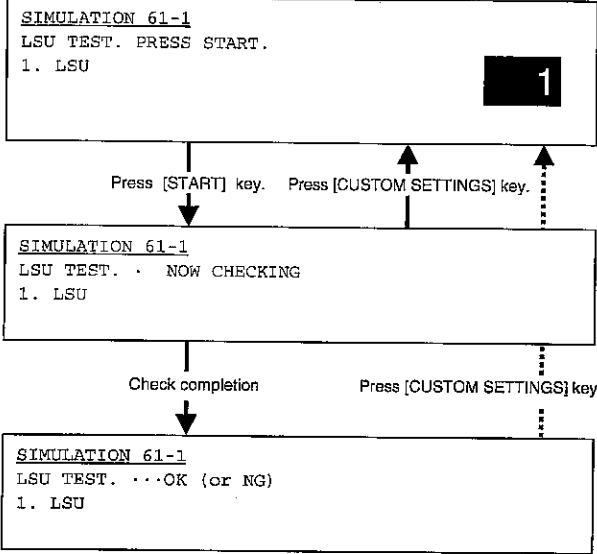 SIMULATION 61-1
LSU TEST. PRESS START.
1. LSU
1
Press [START] key.
Press [CUSTOM SETTINGS] key.
SIMULATION 61-1
LSU TEST. · NOW CHECKING
1. LSU
Check completion
Press [CUSTOM SETTINGS] key
SIMULATION 61-1
LSU TEST. ···OK (or NG)
1. LSU